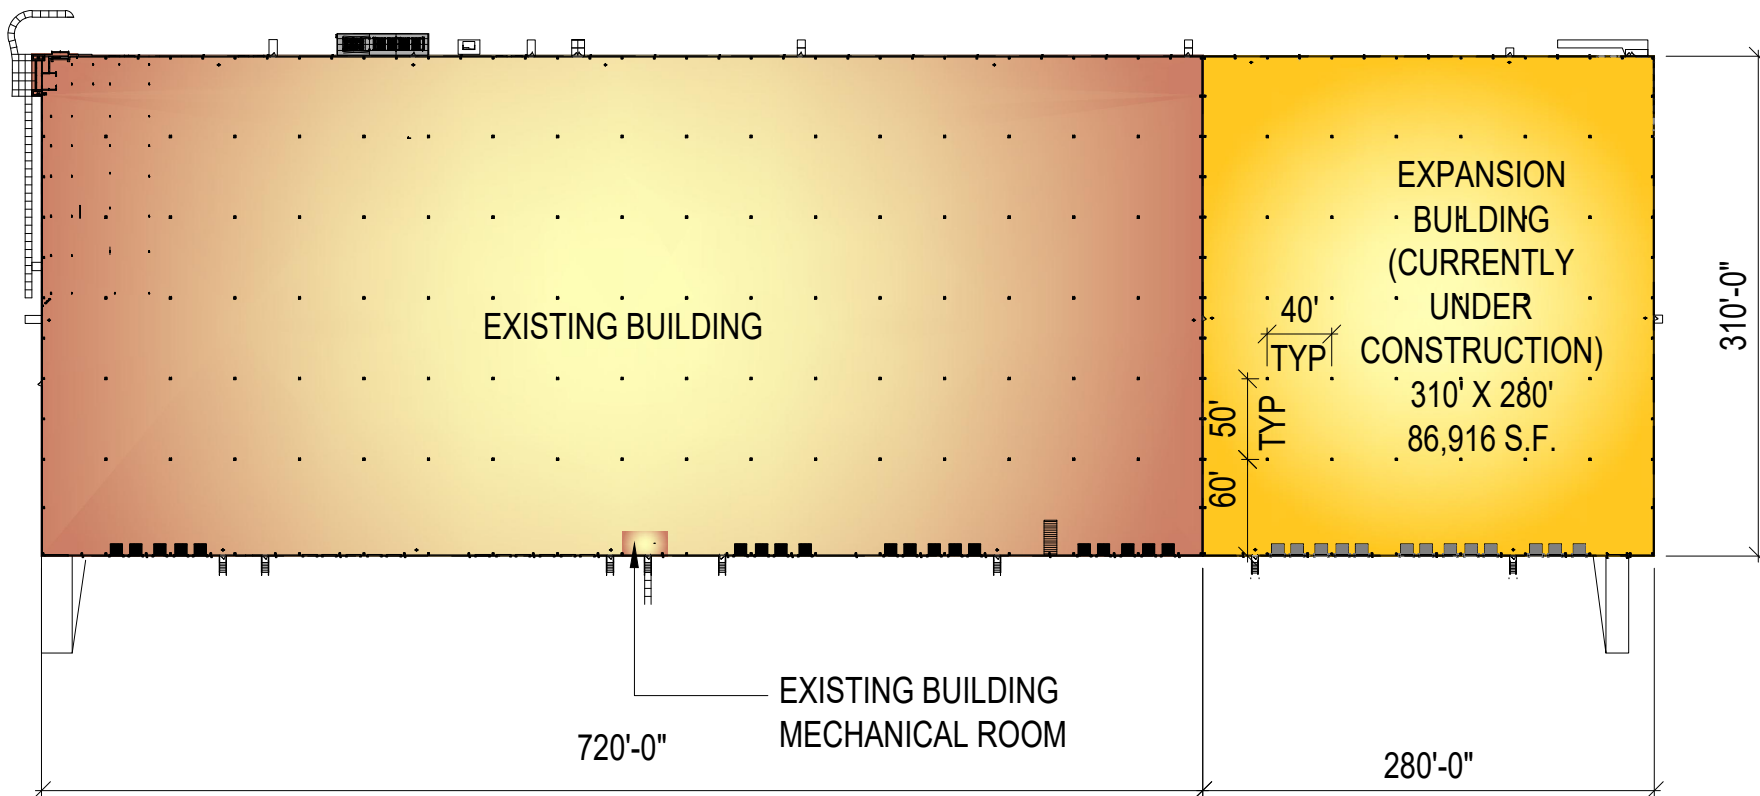 EXPANSION
BUILDING
(CURRENTLY
UNDER
CONSTRUCTION)
310' X 280'
86,916 S.F.
EXISTING BUILDING
40'
TYP
50'
TYP
60'
310'-0"
EXISTING BUILDING
MECHANICAL ROOM
720'-0"
280'-0"